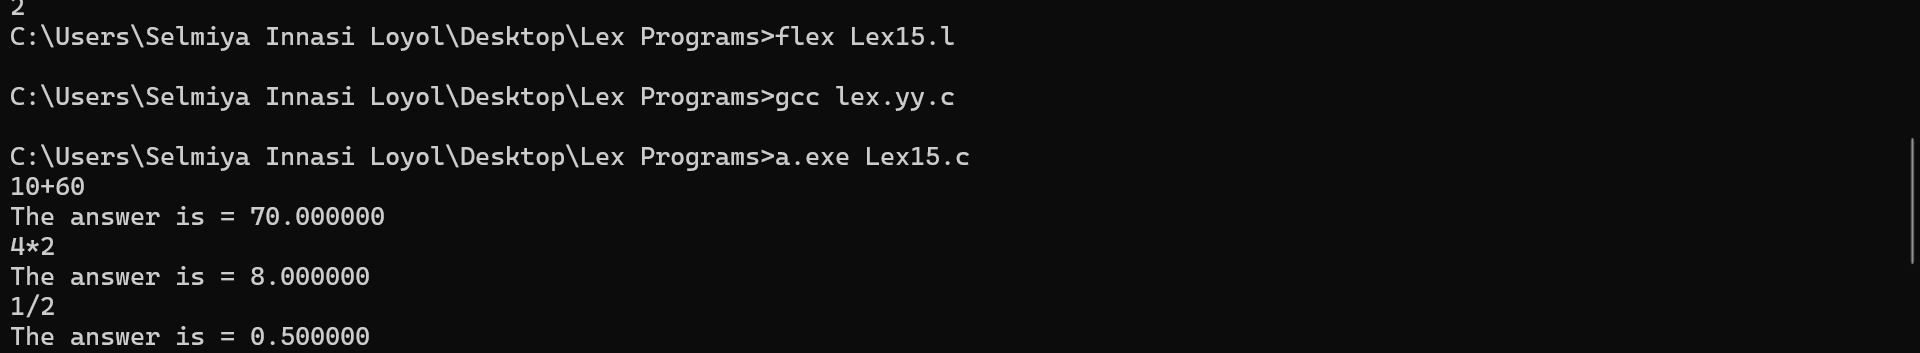 2
C:\Users\Selmiya Innasi Loyol\Desktop\Lex Programs>flex Lex15.l
C:\Users\Selmiya Innasi Loyol\Desktop\Lex Programs>gcc lex.yy.c
C:\Users\Selmiya Innasi Loyol\Desktop\Lex Programs>a.exe Lex15.c
10+60
The answer is = 70.000000
4*2
The answer is = 8.000000
1/2
The answer is = 0.500000